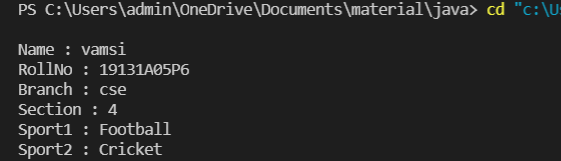 PS C:\Users\admin\OneDrive\Documents\material\java> cd "c:\Us
Name : vamsi
RollNo : 19131A05P6
Branch : cse
Section : 4
Sport1 : Football
Sport2 : Cricket